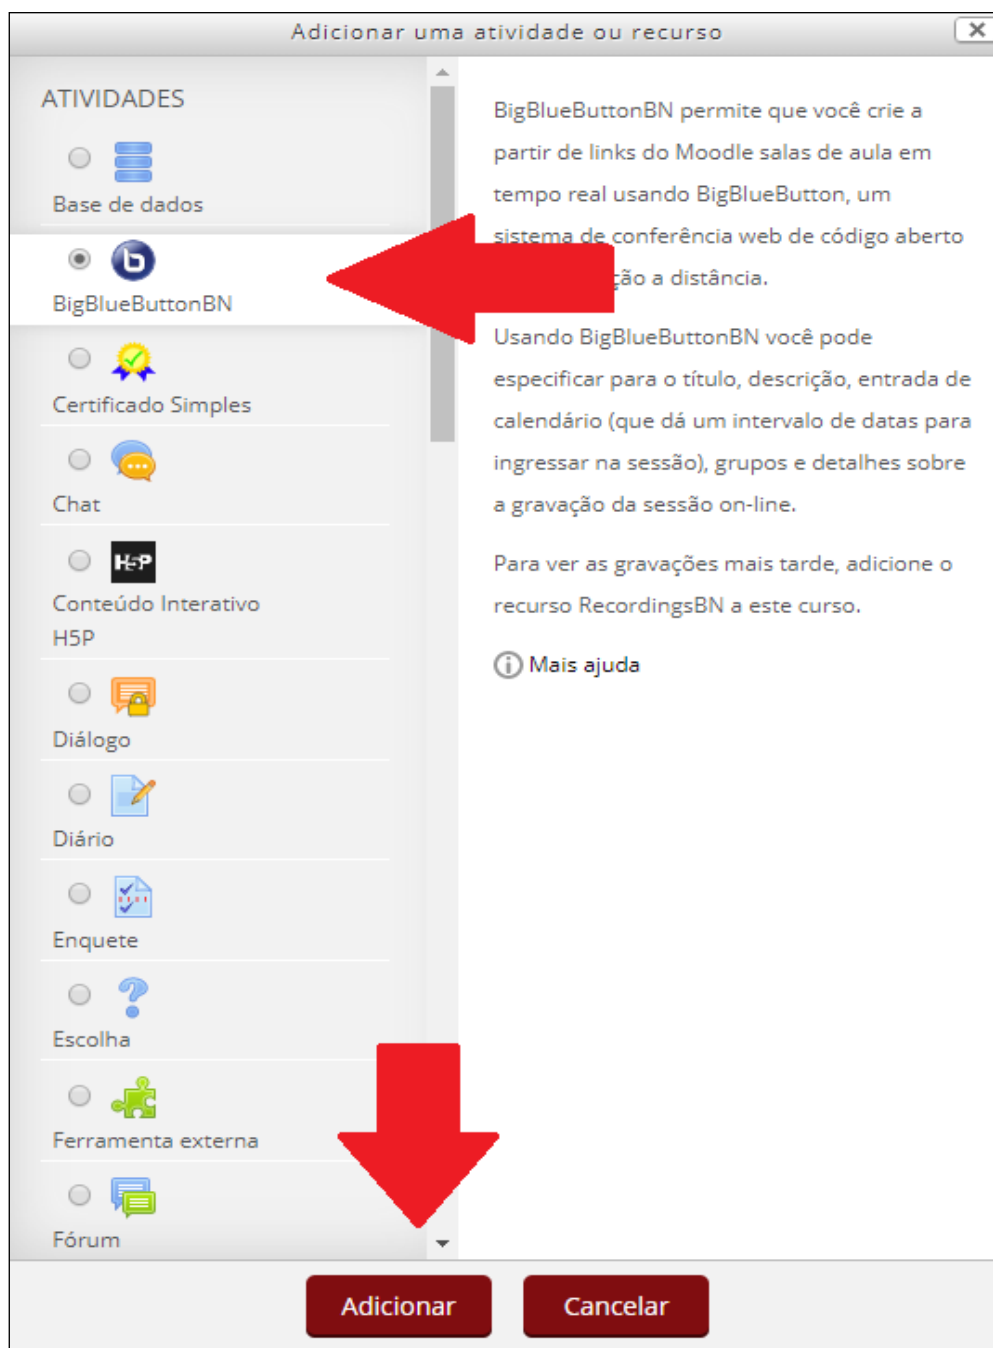 Adicionar uma atividade ou recurso
ATIVIDADES
Base de dados
BigBlueButtonBN
Certificado Simples
Chat
H5P
Conteúdo Interativo
H5P
Diálogo
Diário
Enquete
Escolha
Ferramenta externa
Fórum
BigBlueButtonBN permite que você crie a
partir de links do Moodle salas de aula em
tempo real usando BigBlueButton, um
sistema de conferência web de código aberto
ção a distância.
Usando BigBlueButtonBN você pode
especificar para o título, descrição, entrada de
calendário (que dá um intervalo de datas para
ingressar na sessão), grupos e detalhes sobre
a gravação da sessão on-line.
Para ver as gravações mais tarde, adicione o
recurso RecordingsBN a este curso.
Mais ajuda
Adicionar
Cancelar